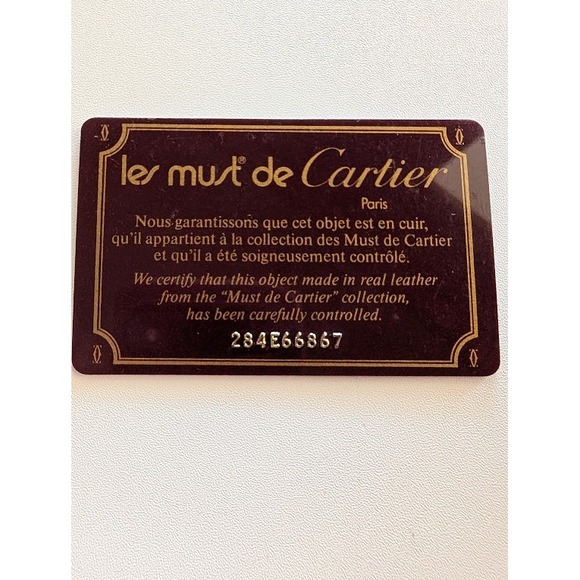 les must® de Cartier
Paris
Nous garantissons que cet objet est en cuir,
qu'il appartient à la collection des Must de Cartier
et qu'il a été soigneusement contrôlé.
We certify that this object made in real leather
from the “Must de Cartier” collection,
has been carefully controlled.
284E66867